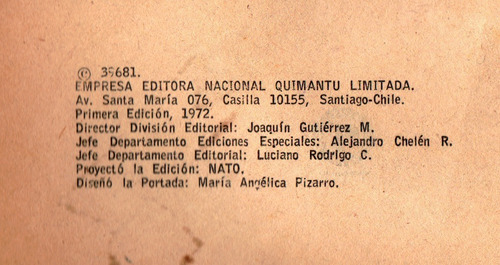 © 39681.
EMPRESA EDITORA NACIONAL QUIMANTU LIMITADA.
Av. Santa María 076, Casilla 10155, Santiago-Chile.
Primera Edición, 1972.
Director División Editorial: Joaquín Gutiérrez M.
Jefe Departamento Ediciones Especiales: Alejandro Chelén R.
Jefe Departamento Editorial: Luciano Rodrigo C.
Proyectó la Edición: NATO.
Diseñó la Portada: María Angélica Pizarro.